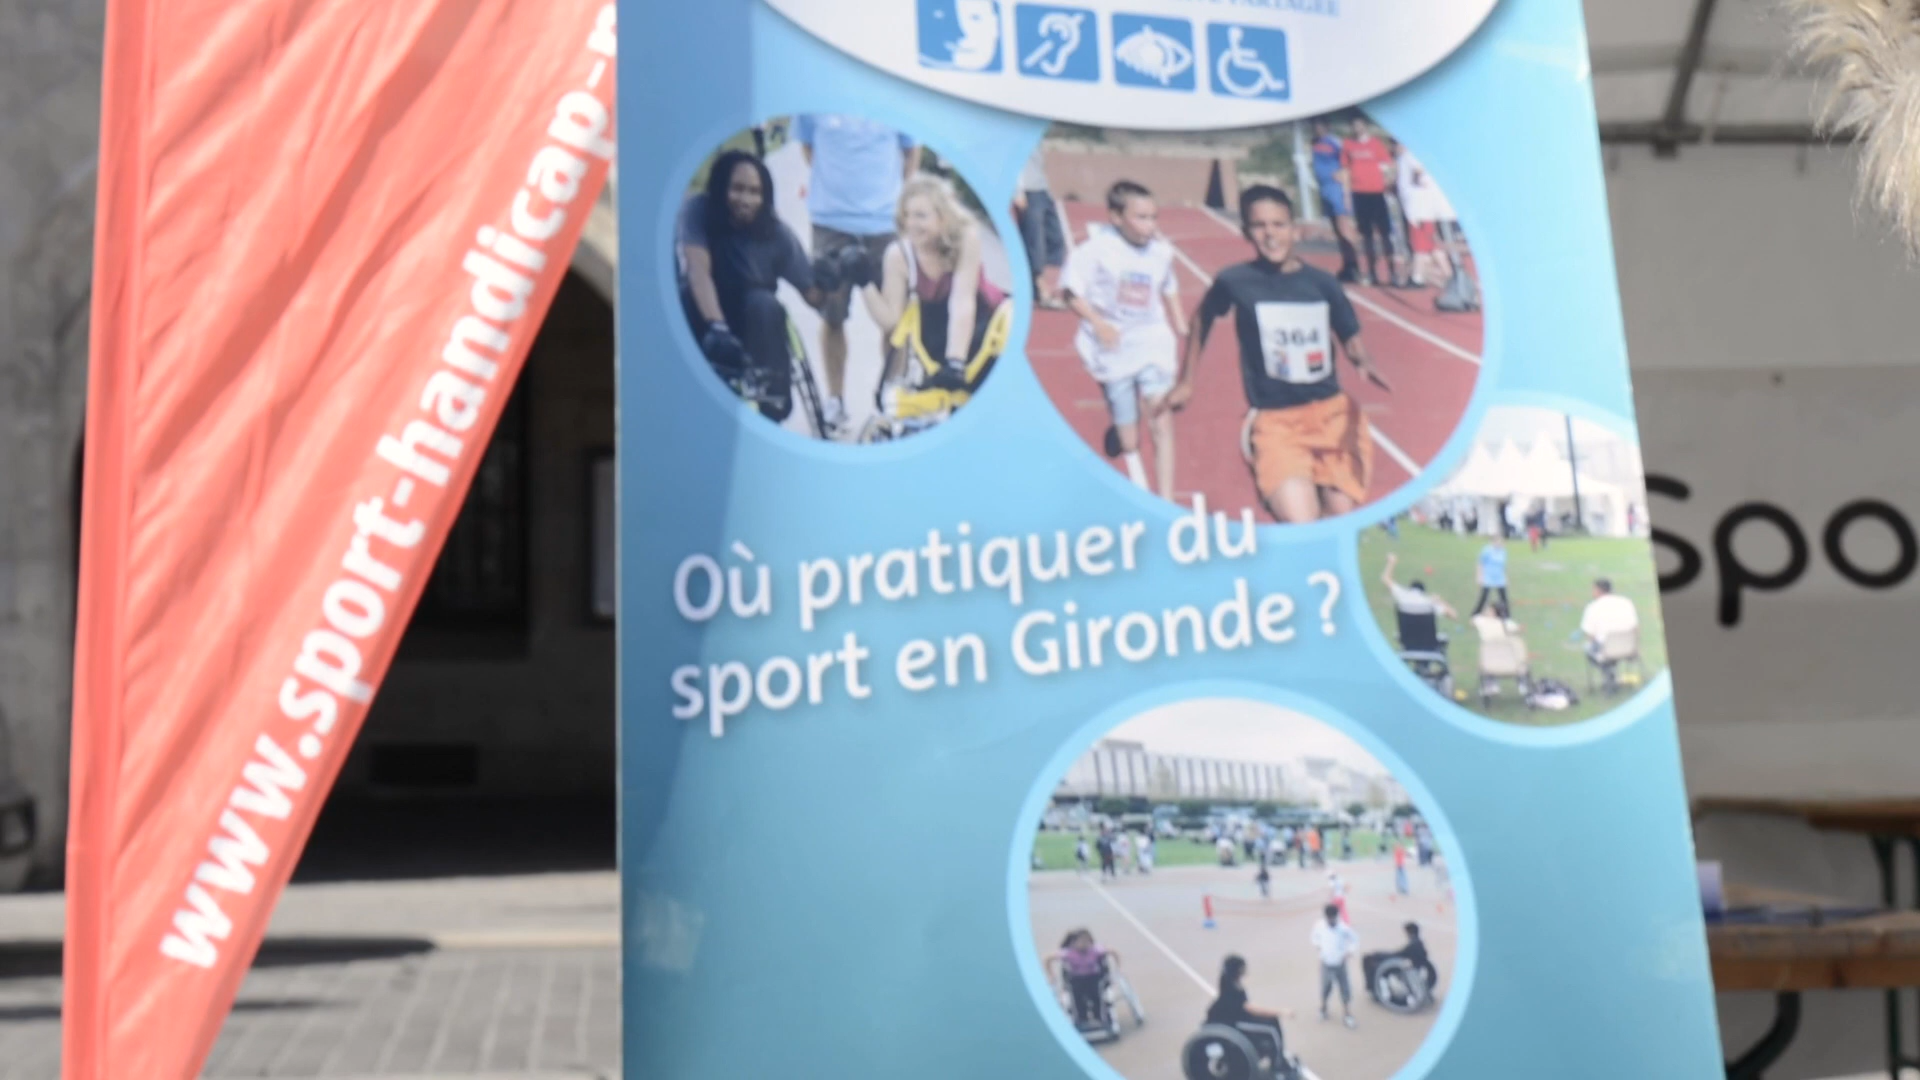 www.sport-handicap-
Où pratiquer du
sport en Gironde ?
364
Spo